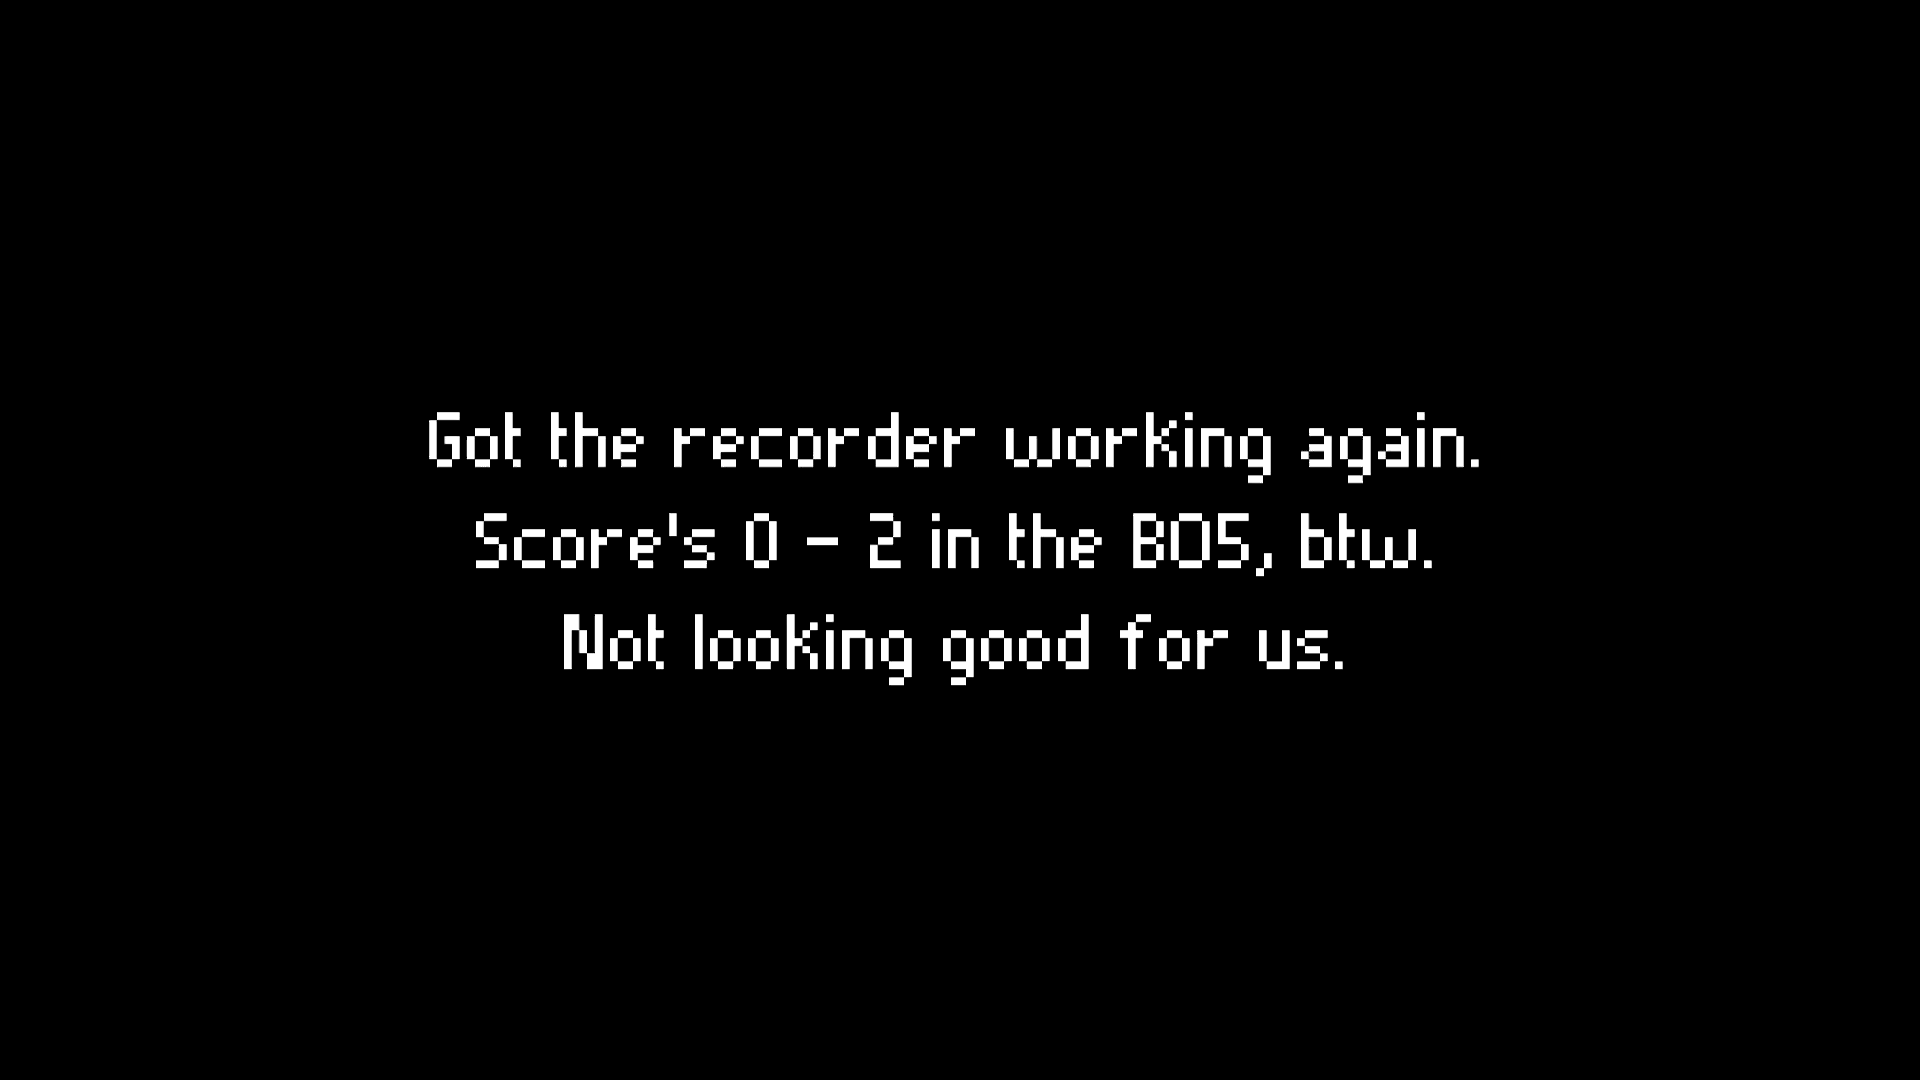 Got the recorder working again.
Score's 0 - 2 in the BO5, btw.
Not looking good for us.